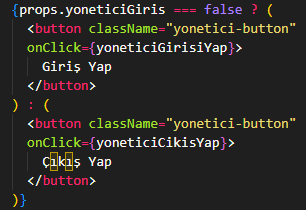 {props.yoneticiGiris === false ? (
<button className="yonetici-button"
onClick={yoneticiGirisiYap}>
Giriş Yap
</button>
) : (
<button className="yonetici-button"
onClick={yoneticiCikisYap}>
Çıkış Yap
</button>
)}